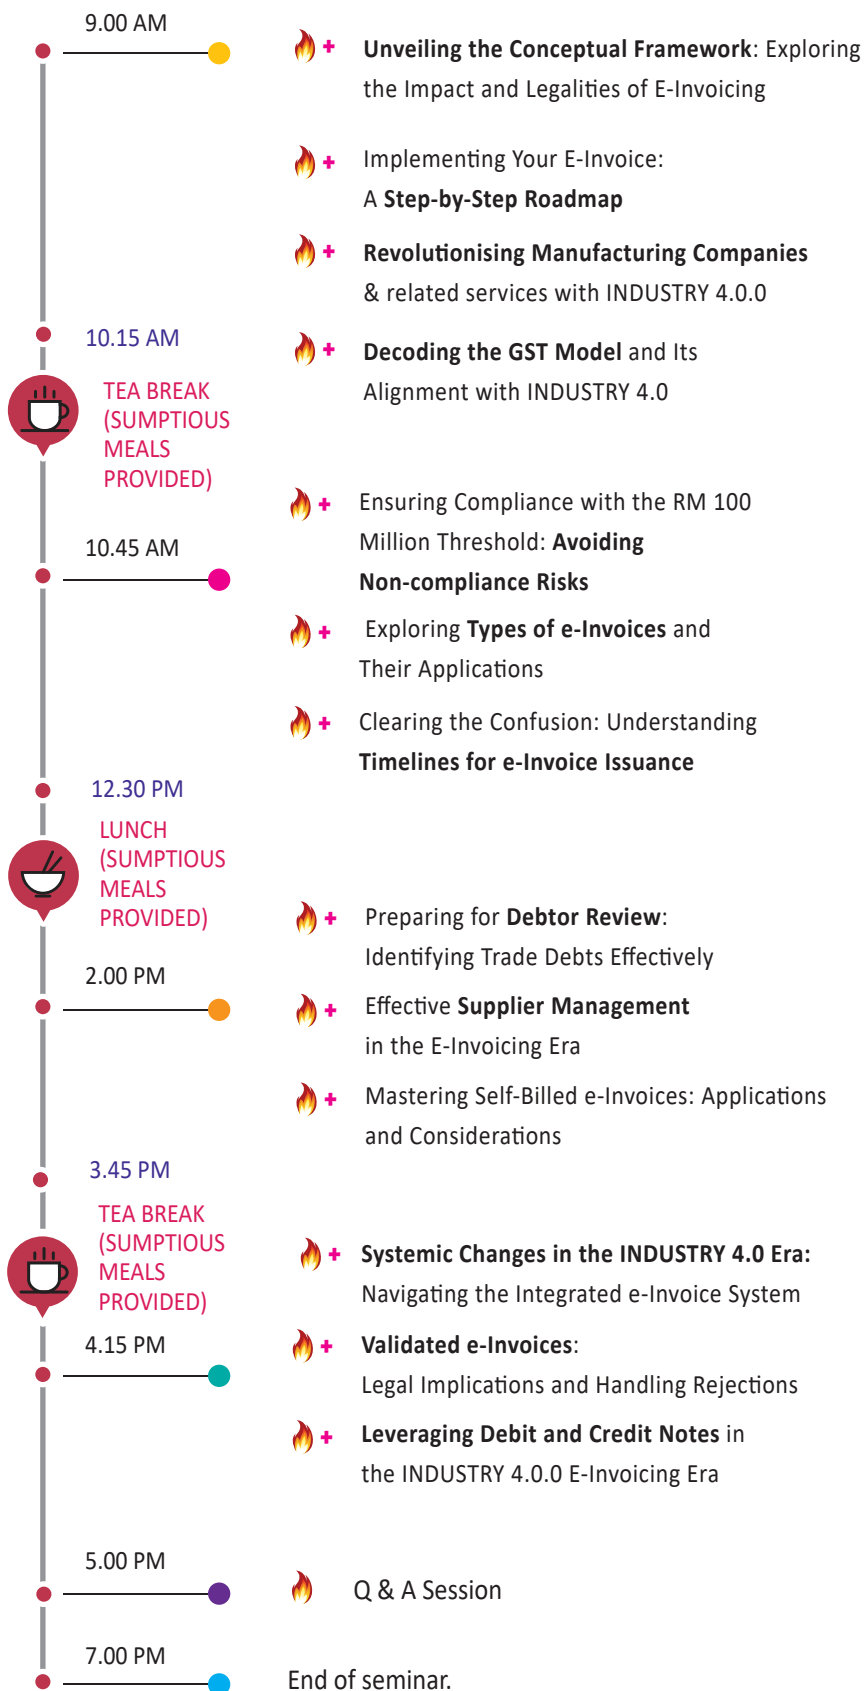 9.00 AM
Unveiling the Conceptual Framework: Exploring
the Impact and Legalities of E-Invoicing
Implementing Your E-Invoice:
A Step-by-Step Roadmap
Revolutionising Manufacturing Companies
& related services with INDUSTRY 4.0.0
Decoding the GST Model and Its
Alignment with INDUSTRY 4.0
10.15 AM
TEA BREAK
(SUMPTIOUS
MEALS
PROVIDED)
10.45 AM
Ensuring Compliance with the RM 100
Million Threshold: Avoiding
Non-compliance Risks
Exploring Types of e-Invoices and
Their Applications
Clearing the Confusion: Understanding
Timelines for e-Invoice Issuance
12.30 PM
LUNCH
(SUMPTIOUS
MEALS
PROVIDED)
2.00 PM
Preparing for Debtor Review:
Identifying Trade Debts Effectively
Effective Supplier Management
in the E-Invoicing Era
Mastering Self-Billed e-Invoices: Applications
and Considerations
3.45 PM
TEA BREAK
(SUMPTIOUS
MEALS
PROVIDED)
4.15 PM
Systemic Changes in the INDUSTRY 4.0 Era:
Navigating the Integrated e-Invoice System
Validated e-Invoices:
Legal Implications and Handling Rejections
Leveraging Debit and Credit Notes in
the INDUSTRY 4.0.0 E-Invoicing Era
5.00 PM
Q & A Session
7.00 PM
End of seminar.